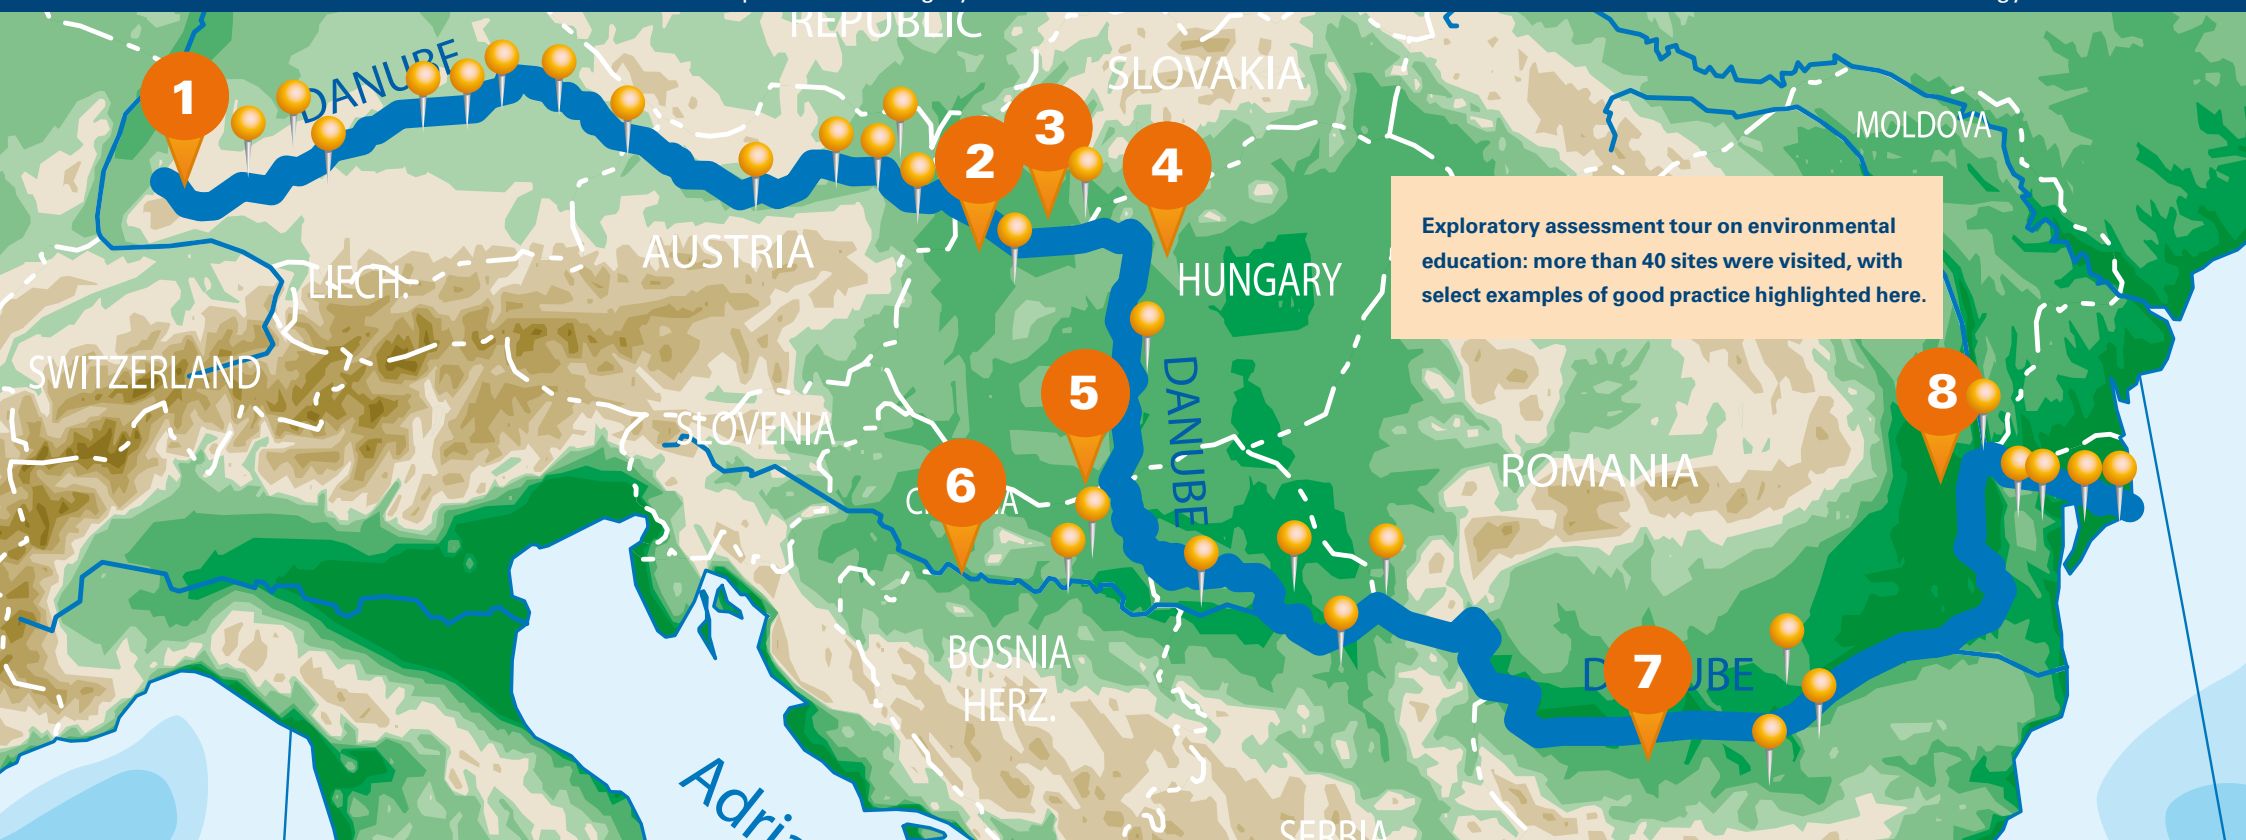 REPUBLIC
SLOVAKIA
MOLDOVA
DANUBE
1
2
3
4
AUSTRIA
HUNGARY
LIECH.
Exploratory assessment tour on environmental
education: more than 40 sites were visited, with
select examples of good practice highlighted here.
SWITZERLAND
SLOVENIA
5
DANUBE
8
6
ROMANIA
BOSNIA
HERZ.
7
SERBIA